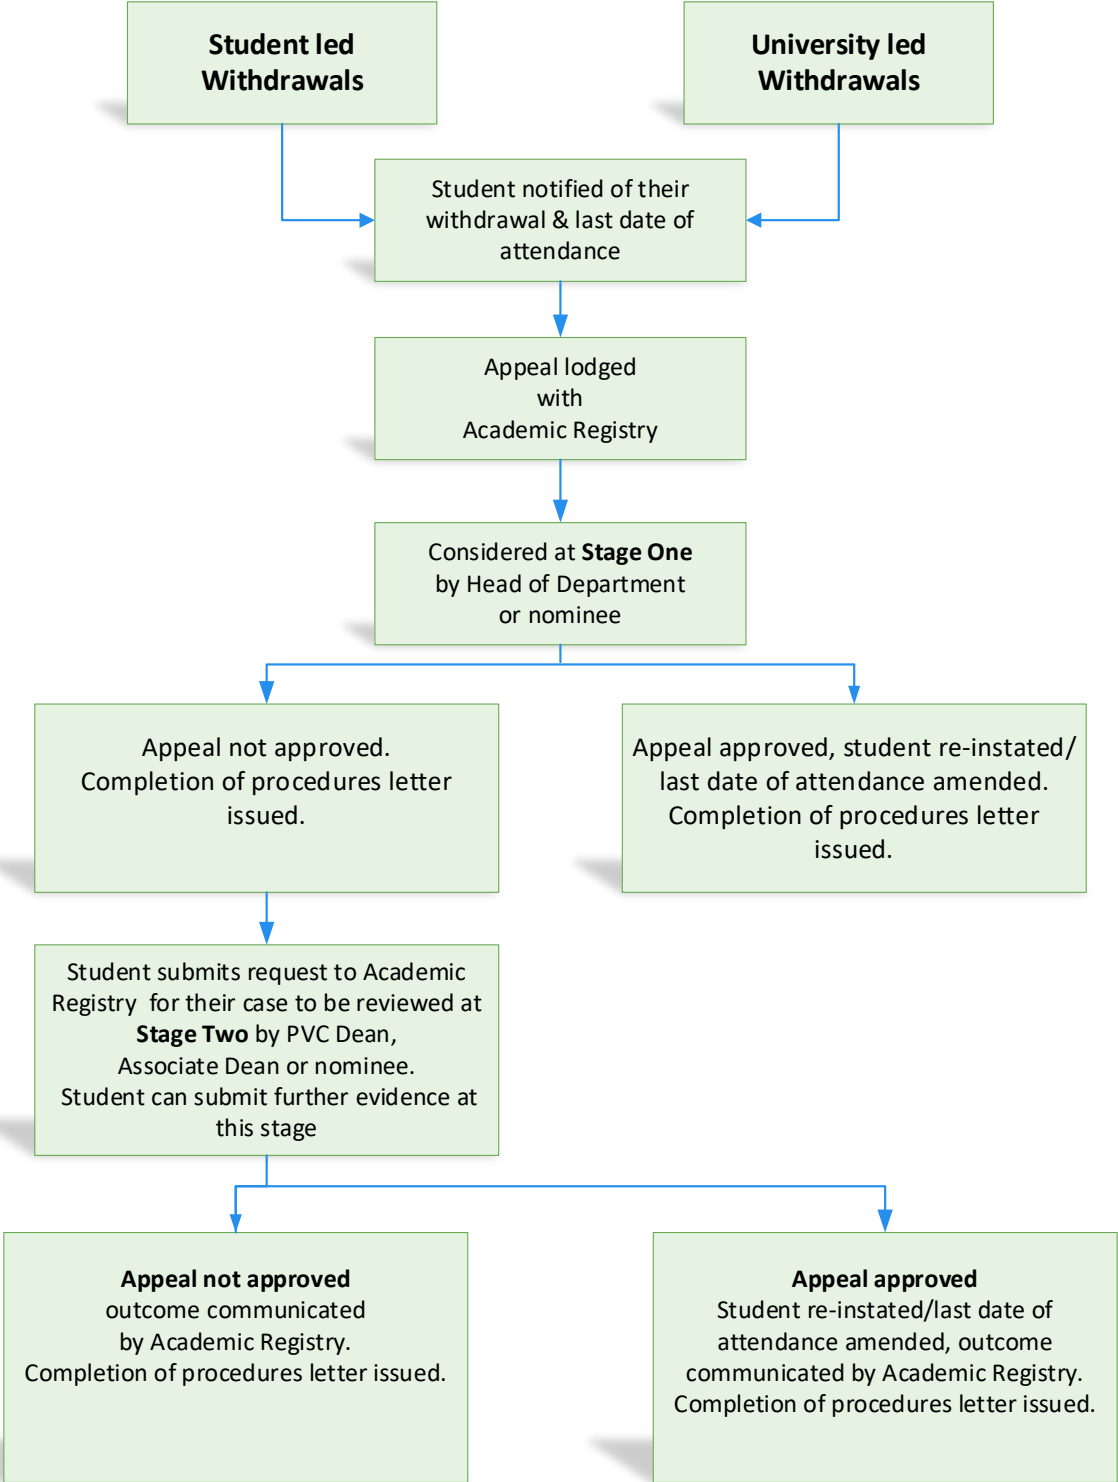 Student led
Withdrawals
University led
Withdrawals
Student notified of their
withdrawal & last date of
attendance
Appeal lodged
with
Academic Registry
Considered at Stage One
by Head of Department
or nominee
Appeal not approved.
Completion of procedures letter
issued.
Appeal approved, student re-instated/
last date of attendance amended.
Completion of procedures letter
issued.
Student submits request to Academic
Registry  for their case to be reviewed at
Stage Two by PVC Dean,
Associate Dean or nominee.
Student can submit further evidence at
this stage
Appeal not approved
outcome communicated
by Academic Registry.
Completion of procedures letter issued.
Appeal approved
Student re-instated/last date of
attendance amended, outcome
communicated by Academic Registry.
Completion of procedures letter issued.